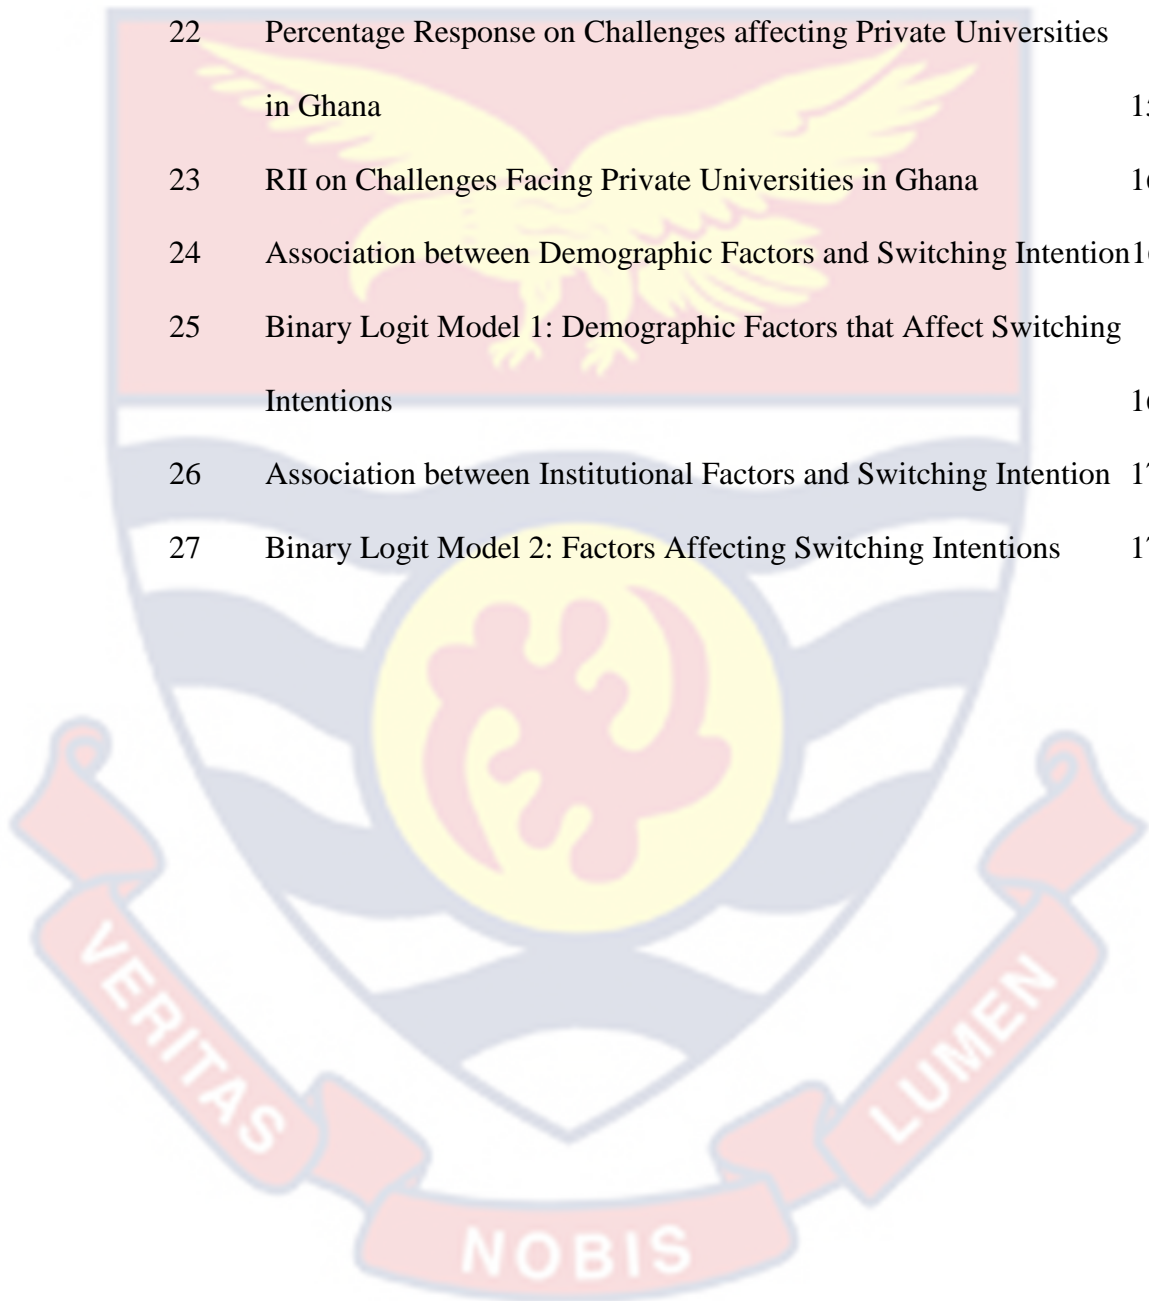 22 Percentage Response on Challenges affecting Private Universities
in Ghana
23 RII on Challenges Facing Private Universities in Ghana
24 Association between Demographic Factors and Switching Intention
25 Binary Logit Model 1: Demographic Factors that Affect Switching
Intentions
26 Association between Institutional Factors and Switching Intention
27 Binary Logit Model 2: Factors Affecting Switching Intentions
VERITAS
NOBIS
LUMEN